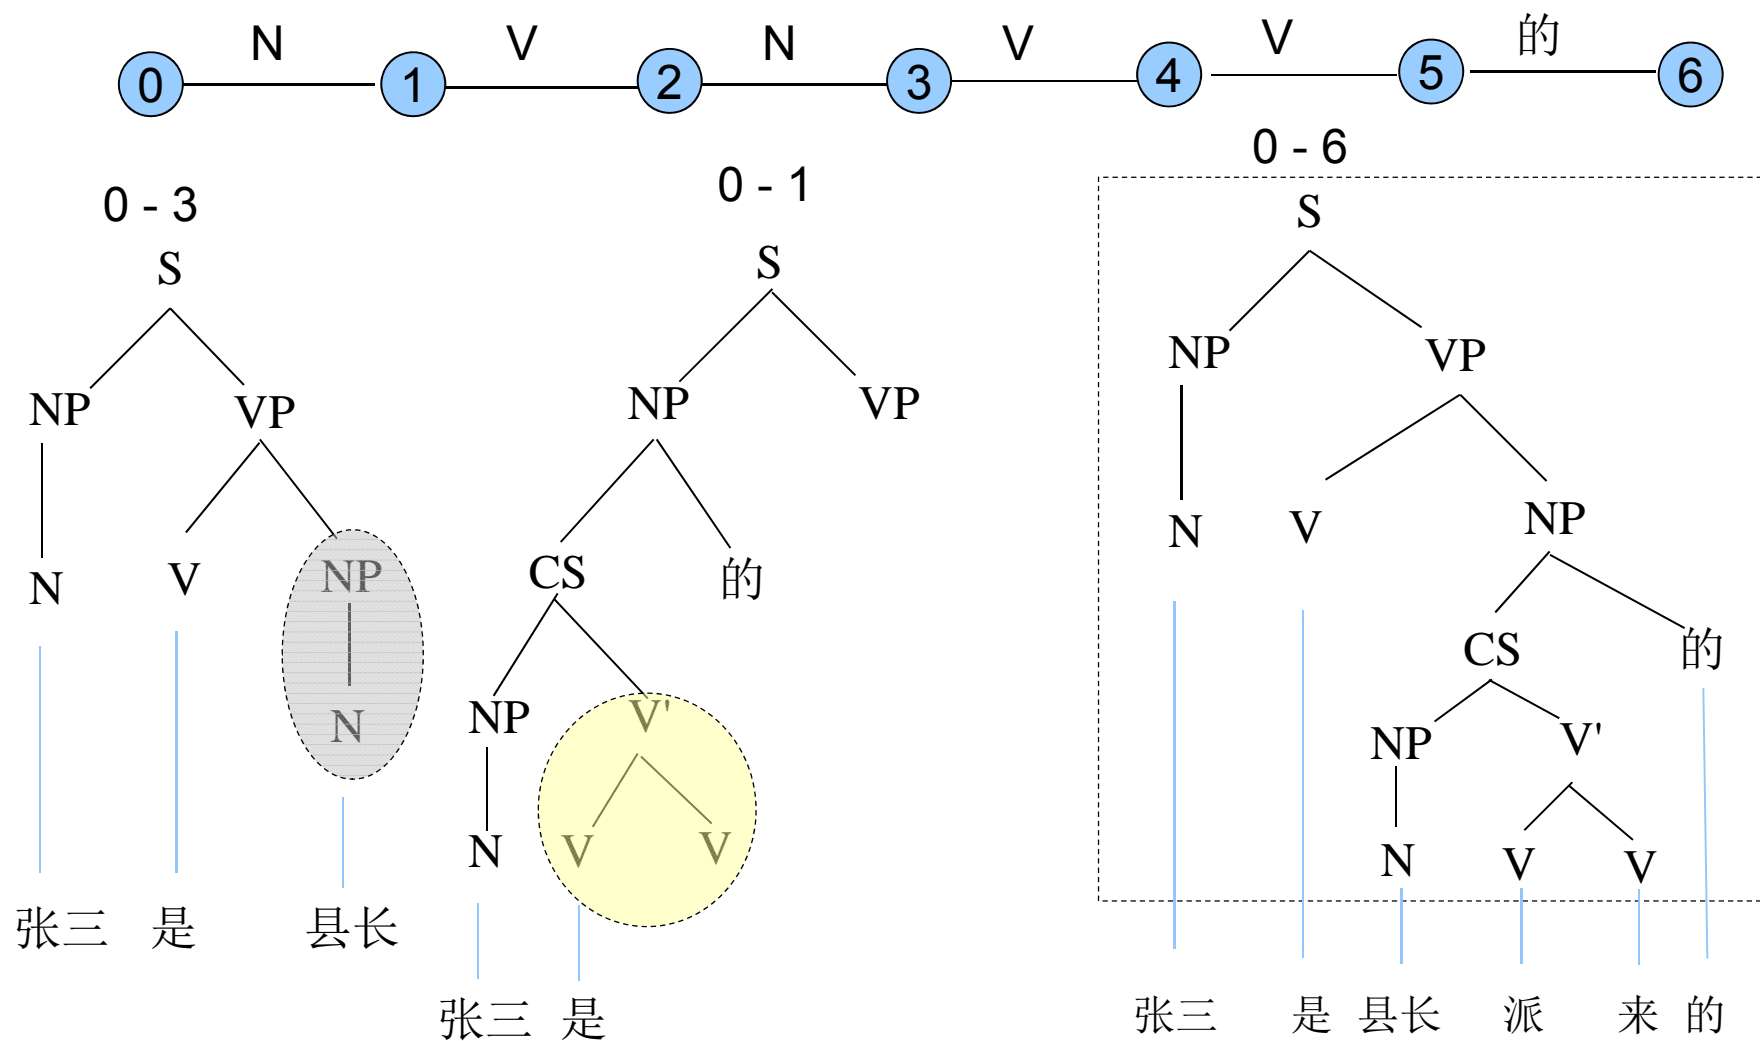 N V N V V 的
0 1 2 3 4 5 6
0 - 3
S
NP VP
N V NP
N
张三 是 县长
0 - 1
S
NP VP
CS 的
NP V'
N V V
张三 是
0 - 6
S
NP VP
N V NP
CS 的
NP V'
N V V
张三 是 县长 派 来 的